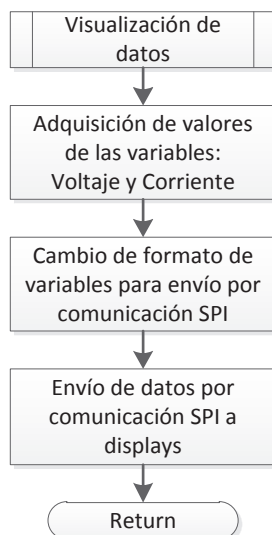 Visualización de
datos
Adquisición de valores
de las variables:
Voltaje y Corriente
Cambio de formato de
variables para envío por
comunicación SPI
Envío de datos por
comunicación SPI a
displays
Return